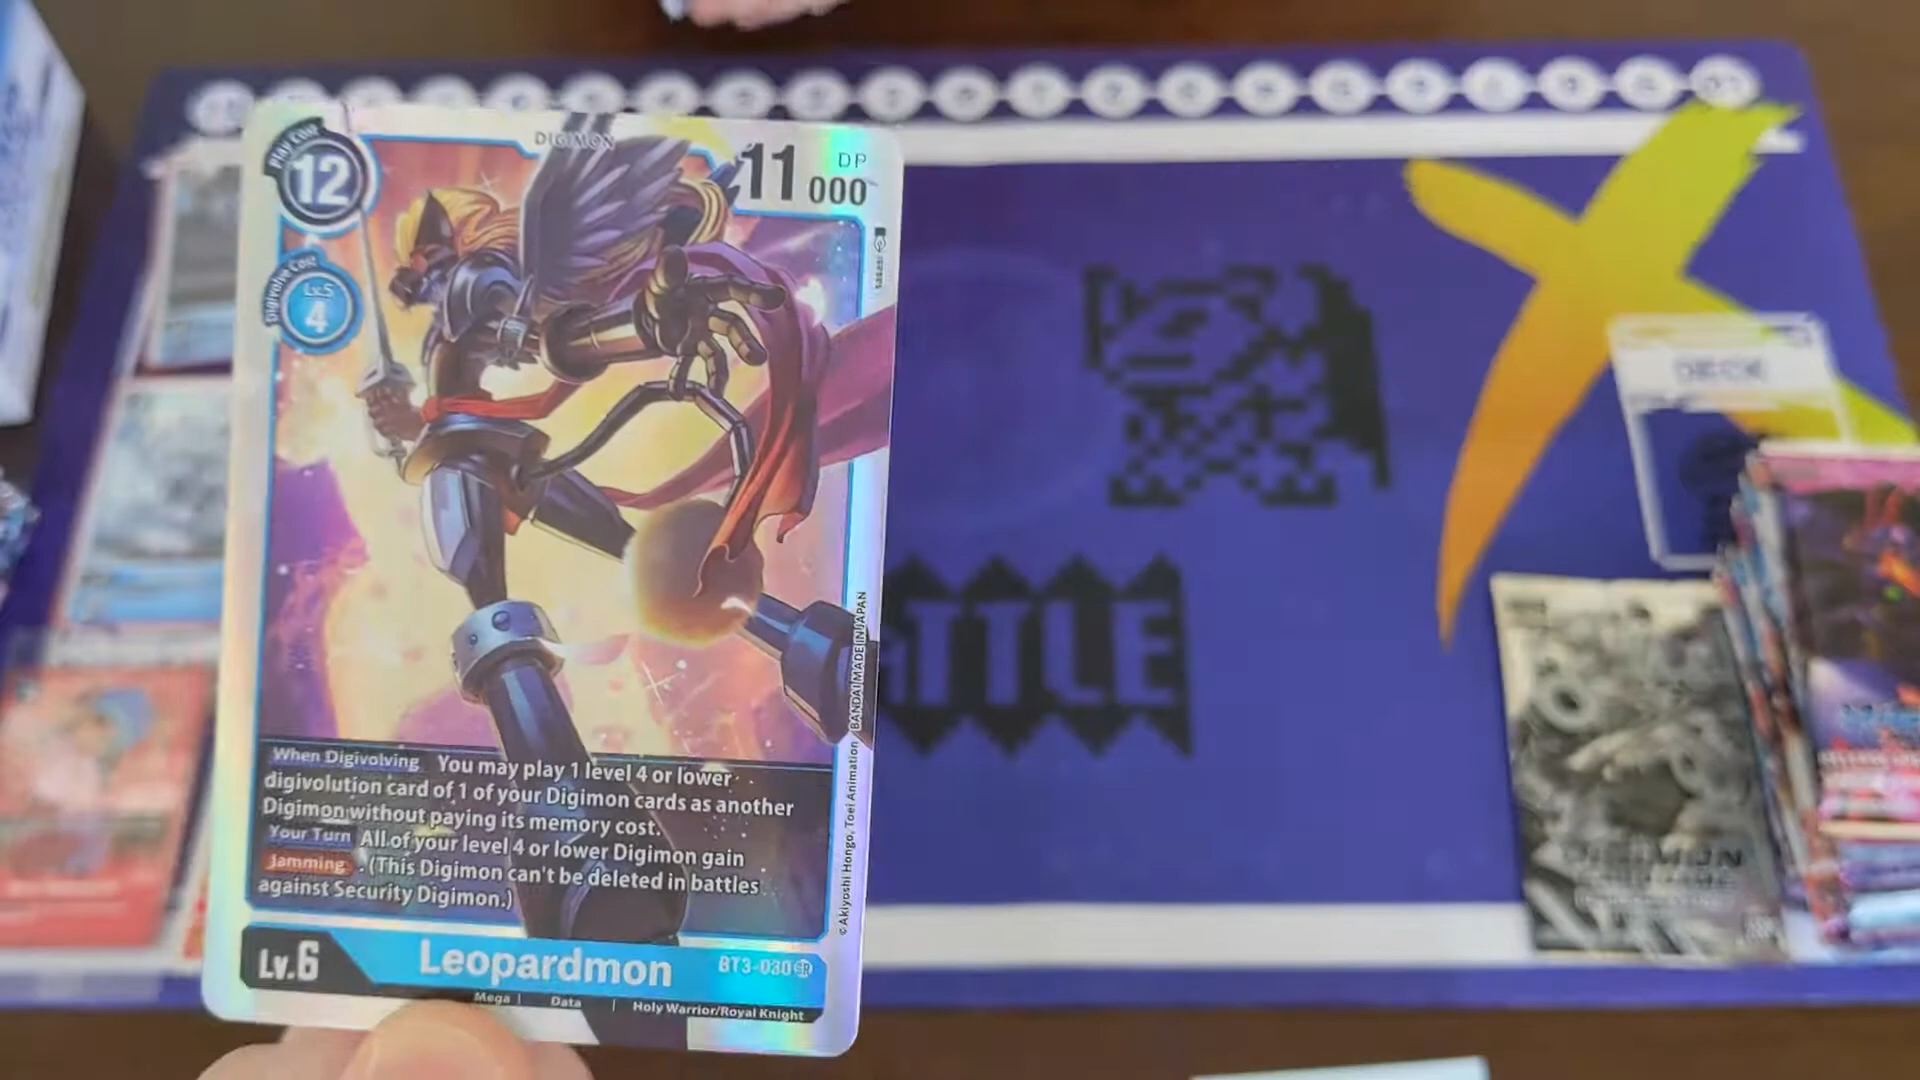 DIGIMON
Play Cost
12
11000
DP
Digivolve Cost
Lv.5
4
sasasi
When Digivolving You may play 1 level 4 or lower
digivolution card of 1 of your Digimon cards as another
Digimon without paying its memory cost.
Your Turn All of your level 4 or lower Digimon gain
Jamming . (This Digimon can't be deleted in battles
against Security Digimon.)
© Akiyoshi Hongo, Toei Animation BANDAI MADE IN JAPAN
Lv.6
Leopardmon
BT3-030 SR
Mega | Data | Holy Warrior/Royal Knight
TTLE
DECK